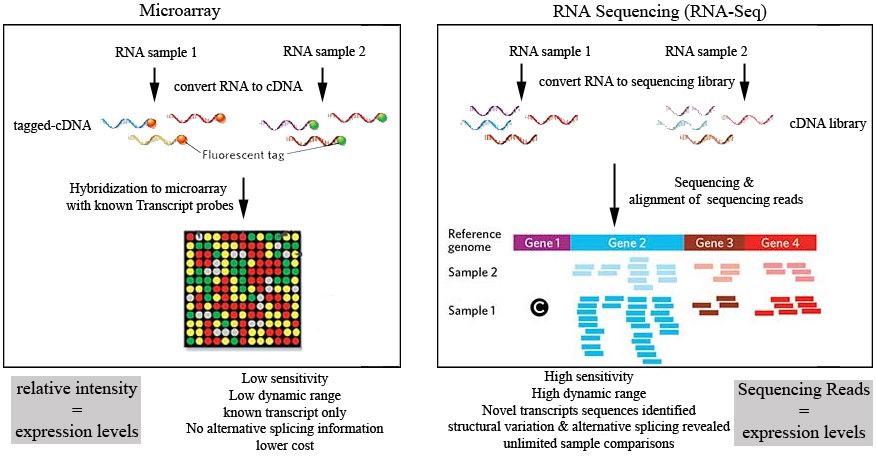 Microarray
RNA sample 1
RNA sample 2
convert RNA to cDNA
tagged-cDNA
Fluorescent tag
Hybridization to microarray
with known Transcript probes
relative intensity
=
expression levels
Low sensitivity
Low dynamic range
known transcript only
No alternative splicing information
lower cost
RNA Sequencing (RNA-Seq)
RNA sample 1
RNA sample 2
convert RNA to sequencing library
cDNA library
Sequencing &
alignment of sequencing reads
Reference
genome
Gene 1
Gene 2
Gene 3
Gene 4
Sample 2
Sample 1
C
High sensitivity
High dynamic range
Novel transcripts sequences identified
structural variation & alternative splicing revealed
unlimited sample comparisons
Sequencing Reads
=
expression levels